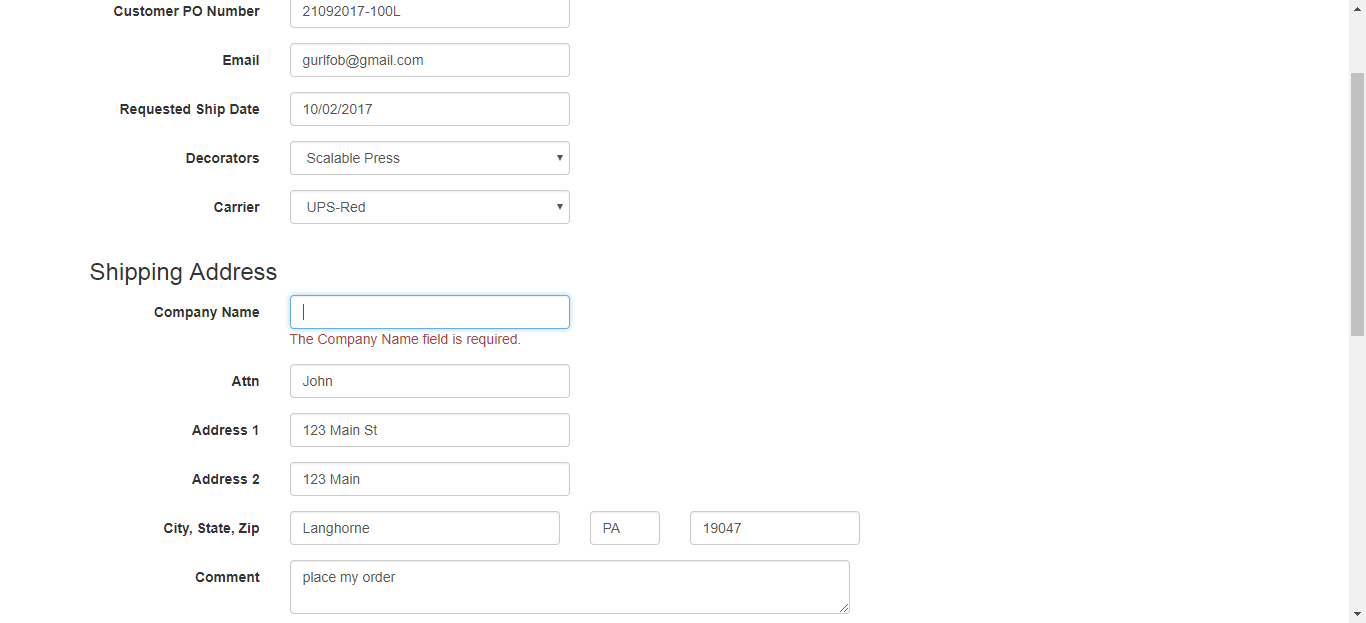 Customer PO Number 21092017-100L
Email gurlfob@gmail.com
Requested Ship Date 10/02/2017
Decorators Scalable Press
Carrier UPS-Red
Shipping Address
Company Name
The Company Name field is required.
Attn John
Address 1 123 Main St
Address 2 123 Main
City, State, Zip Langhorne PA 19047
Comment place my order